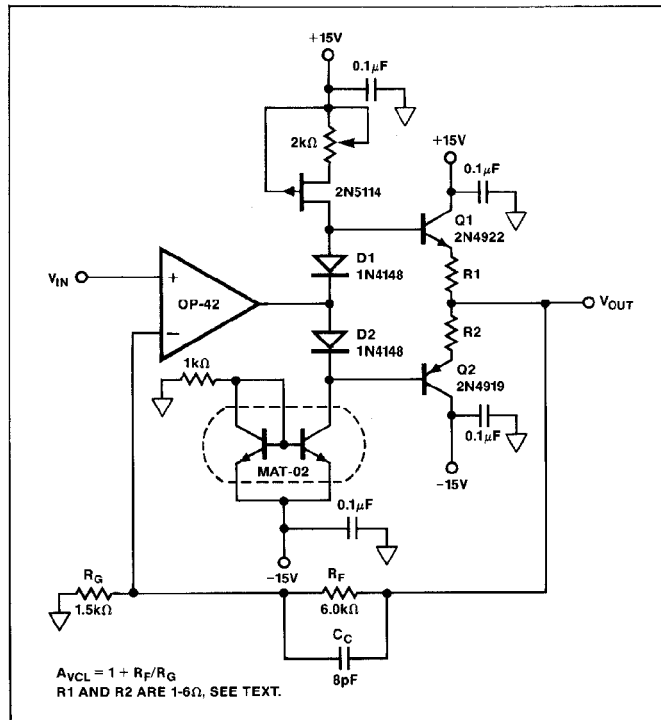 +15V
0.1µF
2kΩ
2N5114
+15V
0.1µF
Q1
2N4922
D1
1N4148
R1
V_IN
+
OP-42
−
V_OUT
D2
1N4148
R2
Q2
2N4919
1kΩ
MAT-02
0.1µF
−15V
0.1µF
−15V
R_G
1.5kΩ
R_F
6.0kΩ
C_C
8pF
A_VCL = 1 + R_F/R_G
R1 AND R2 ARE 1-6Ω, SEE TEXT.